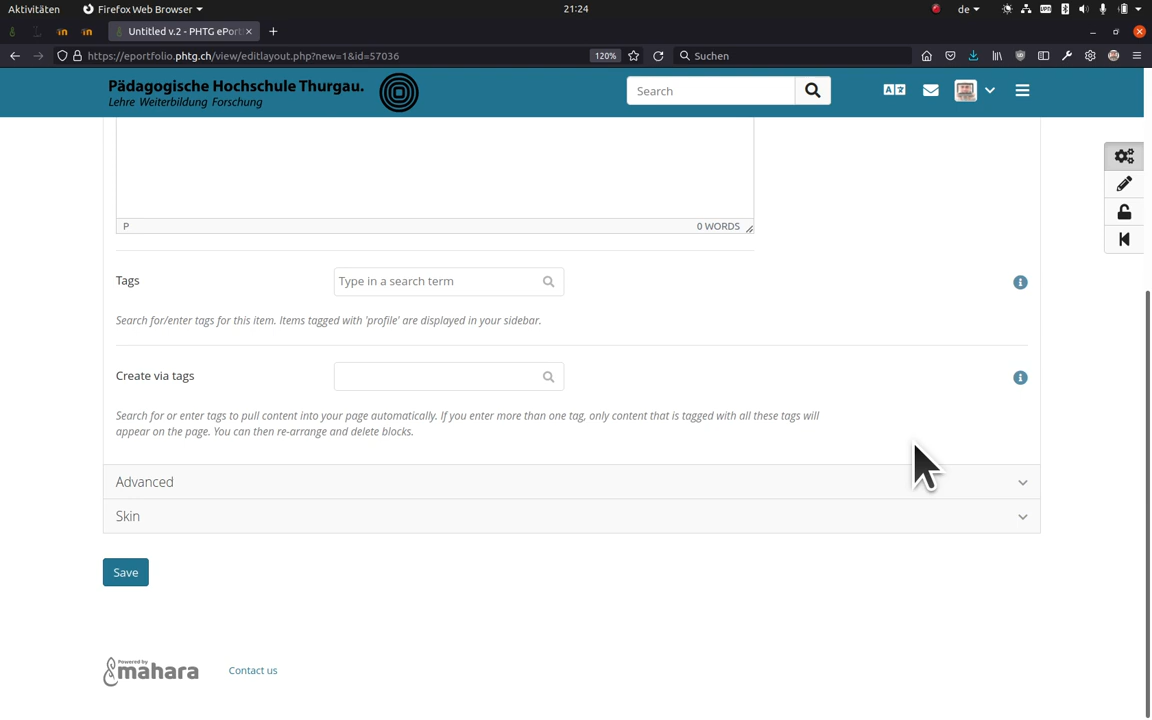 Aktivitäten Firefox Web Browser 21:24 de
Untitled v.2 - PHTG ePort
https://eportfolio.phtg.ch/view/editlayout.php?new=1&id=57036 120% Suchen
Pädagogische Hochschule Thurgau.
Lehre Weiterbildung Forschung
Search
P 0 WORDS
Tags Type in a search term
Search for/enter tags for this item. Items tagged with 'profile' are displayed in your sidebar.
Create via tags
Search for or enter tags to pull content into your page automatically. If you enter more than one tag, only content that is tagged with all these tags will
appear on the page. You can then re-arrange and delete blocks.
Advanced
Skin
Save
Powered by
mahara
Contact us